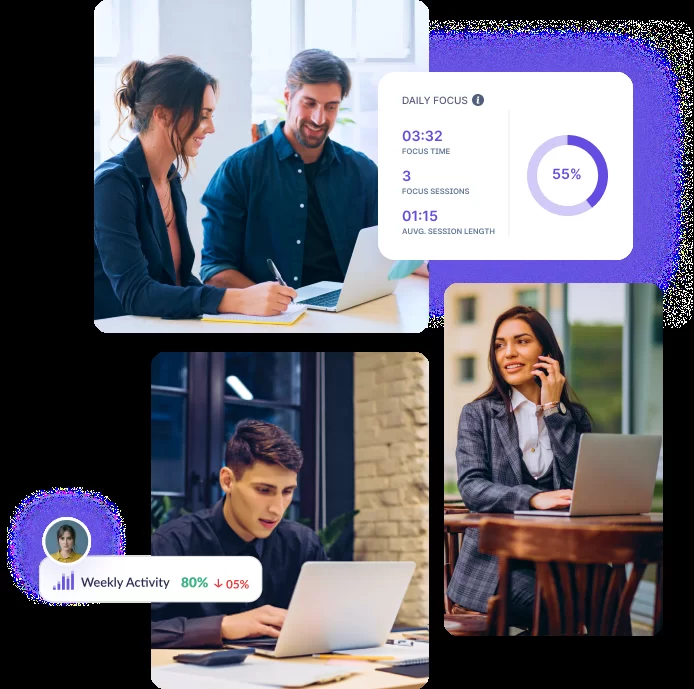 DAILY FOCUS i
03:32
FOCUS TIME
3
FOCUS SESSIONS
01:15
AUVG. SESSION LENGTH
55%
Weekly Activity 80% ↓ 05%